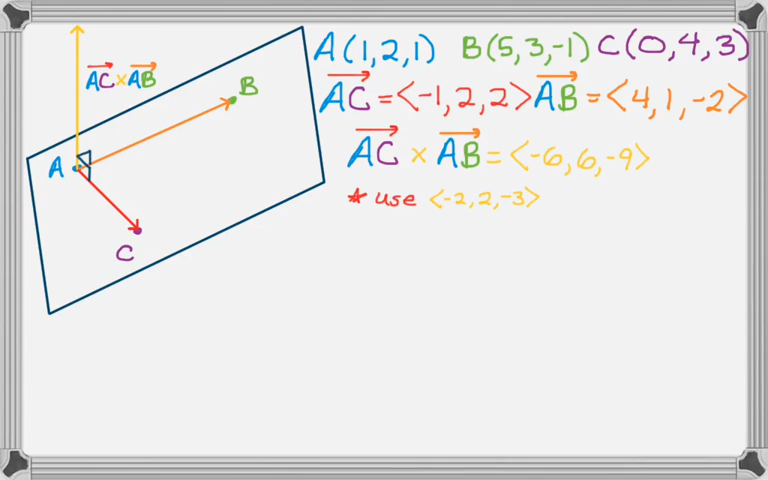 A(1,2,1) B(5,3,-1) C(0,4,3)
AC×AB
AC=<-1,2,2> AB=<4,1,-2>
B
AC × AB=<-6,6,-9>
A
* use <-2,2,-3>
C